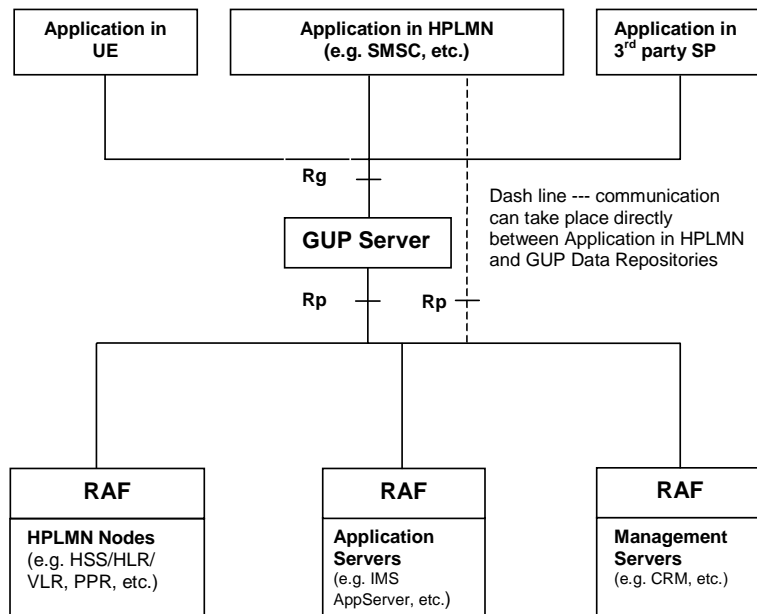 Application in
UE
Application in HPLMN
(e.g. SMSC, etc.)
Application in
3rd party SP
Rg
Dash line --- communication
can take place directly
between Application in HPLMN
and GUP Data Repositories
GUP Server
Rp
Rp
RAF
HPLMN Nodes
(e.g. HSS/HLR/
VLR, PPR, etc.)
RAF
Application
Servers
(e.g. IMS
AppServer, etc.)
RAF
Management
Servers
(e.g. CRM, etc.)